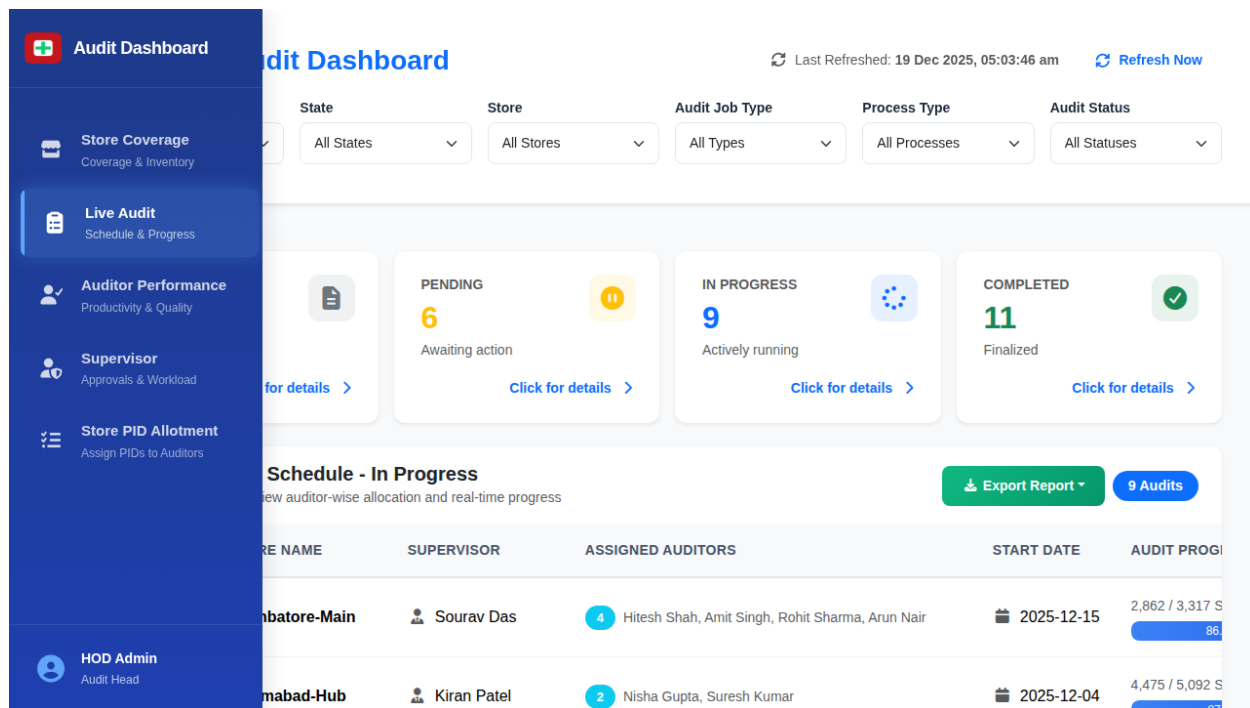 Audit Dashboard
Store Coverage
Coverage & Inventory
Live Audit
Schedule & Progress
Auditor Performance
Productivity & Quality
Supervisor
Approvals & Workload
Store PID Allotment
Assign PIDs to Auditors
HOD Admin
Audit Head
Dashboard
Last Refreshed: 19 Dec 2025, 05:03:46 am
Refresh Now
State
Store
Audit Job Type
Process Type
Audit Status
All States
All Stores
All Types
All Processes
All Statuses
for details
PENDING
6
Awaiting action
Click for details
IN PROGRESS
9
Actively running
Click for details
COMPLETED
11
Finalized
Click for details
Schedule - In Progress
auditor-wise allocation and real-time progress
Export Report
9 Audits
NAME
SUPERVISOR
ASSIGNED AUDITORS
START DATE
AUDIT
Sourav Das
4 Hitesh Shah, Amit Singh, Rohit Sharma, Arun Nair
2025-12-15
2,862 / 3,317
Kiran Patel
2 Nisha Gupta, Suresh Kumar
2025-12-04
4,475 / 5,092